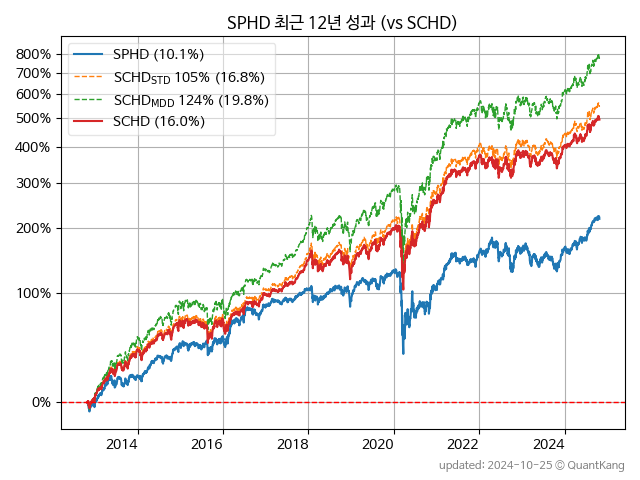 SPHD 최근 12년 성과 (vs SCHD)
SPHD (10.1%)
SCHD_STD 105% (16.8%)
SCHD_MDD 124% (19.8%)
SCHD (16.0%)
800%
700%
600%
500%
400%
300%
200%
100%
0%
2014 2016 2018 2020 2022 2024
updated: 2024-10-25 © QuantKang